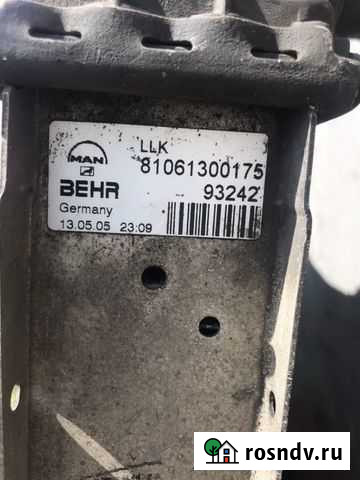 LLK
MAN
81061300175
BEHR 93242
Germany
13.05.05 23:09
rosndv.ru